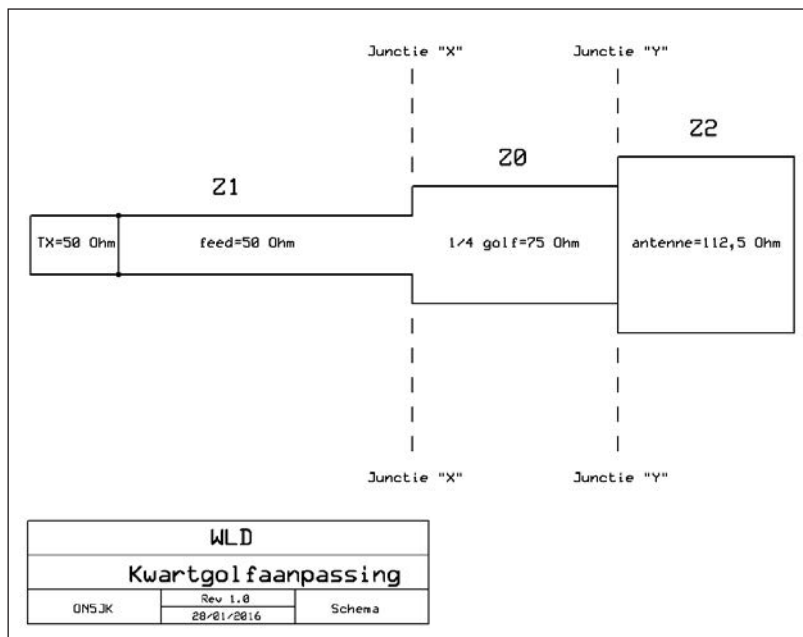 Junctie "X" Junctie "Y"
Z2
Z0
Z1
TX=50 Ohm feed=50 Ohm 1/4 golf=75 Ohm antenne=112,5 Ohm
Junctie "X" Junctie "Y"
WLD
Kwartgolfaanpassing
ON5JK Rev 1.0 Schema
28/01/2016